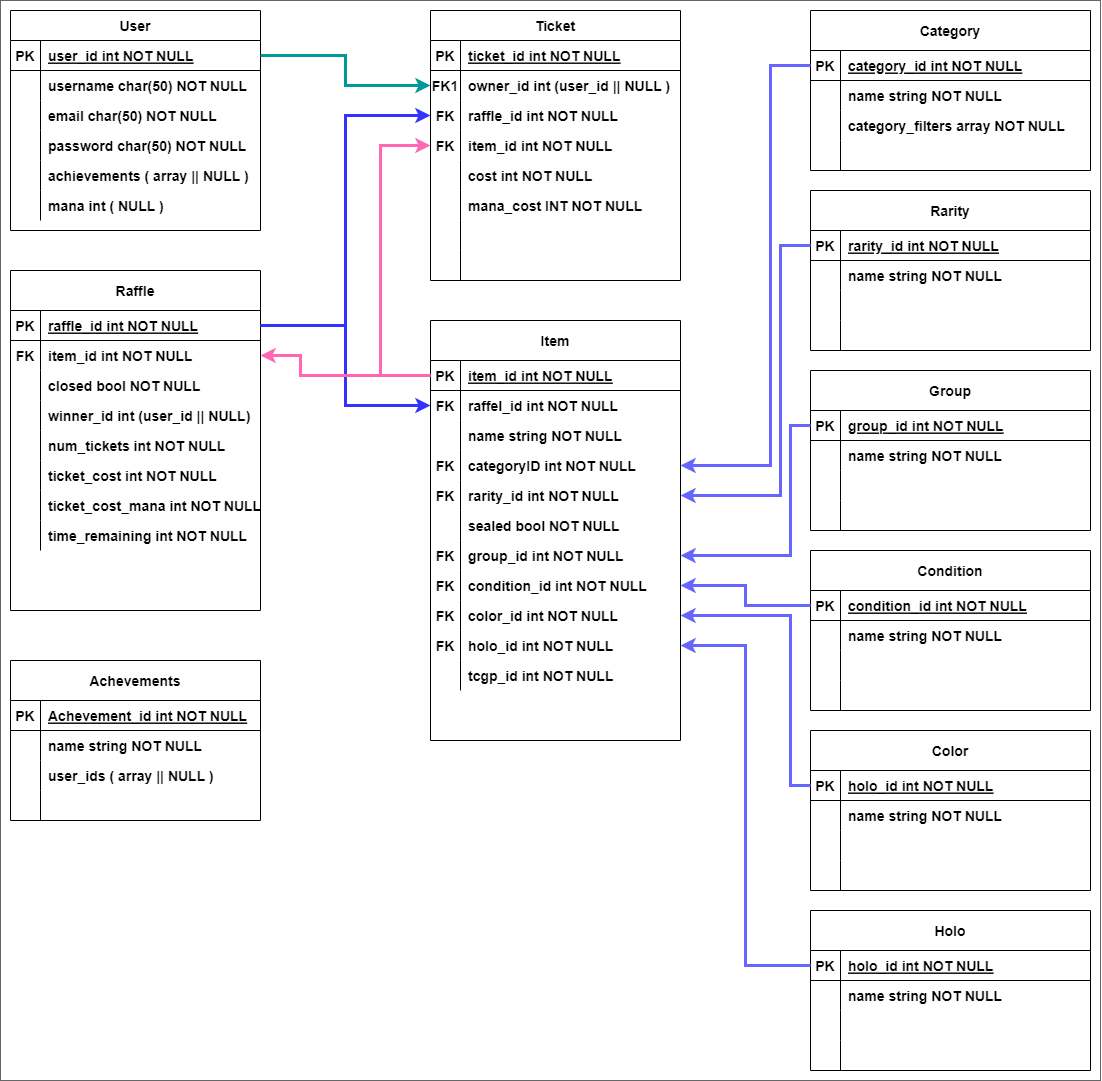 User
PK user_id int NOT NULL
username char(50) NOT NULL
email char(50) NOT NULL
password char(50) NOT NULL
achievements ( array || NULL )
mana int ( NULL )
Raffle
PK raffle_id int NOT NULL
FK item_id int NOT NULL
closed bool NOT NULL
winner_id int (user_id || NULL)
num_tickets int NOT NULL
ticket_cost int NOT NULL
ticket_cost_mana int NOT NULL
time_remaining int NOT NULL
Achevements
PK Achevement_id int NOT NULL
name string NOT NULL
user_ids ( array || NULL )
Ticket
PK ticket_id int NOT NULL
FK1 owner_id int (user_id || NULL )
FK raffle_id int NOT NULL
FK item_id int NOT NULL
cost int NOT NULL
mana_cost INT NOT NULL
Item
PK item_id int NOT NULL
FK raffel_id int NOT NULL
name string NOT NULL
FK categoryID int NOT NULL
FK rarity_id int NOT NULL
sealed bool NOT NULL
FK group_id int NOT NULL
FK condition_id int NOT NULL
FK color_id int NOT NULL
FK holo_id int NOT NULL
tcgp_id int NOT NULL
Category
PK category_id int NOT NULL
name string NOT NULL
category_filters array NOT NULL
Rarity
PK rarity_id int NOT NULL
name string NOT NULL
Group
PK group_id int NOT NULL
name string NOT NULL
Condition
PK condition_id int NOT NULL
name string NOT NULL
Color
PK holo_id int NOT NULL
name string NOT NULL
Holo
PK holo_id int NOT NULL
name string NOT NULL